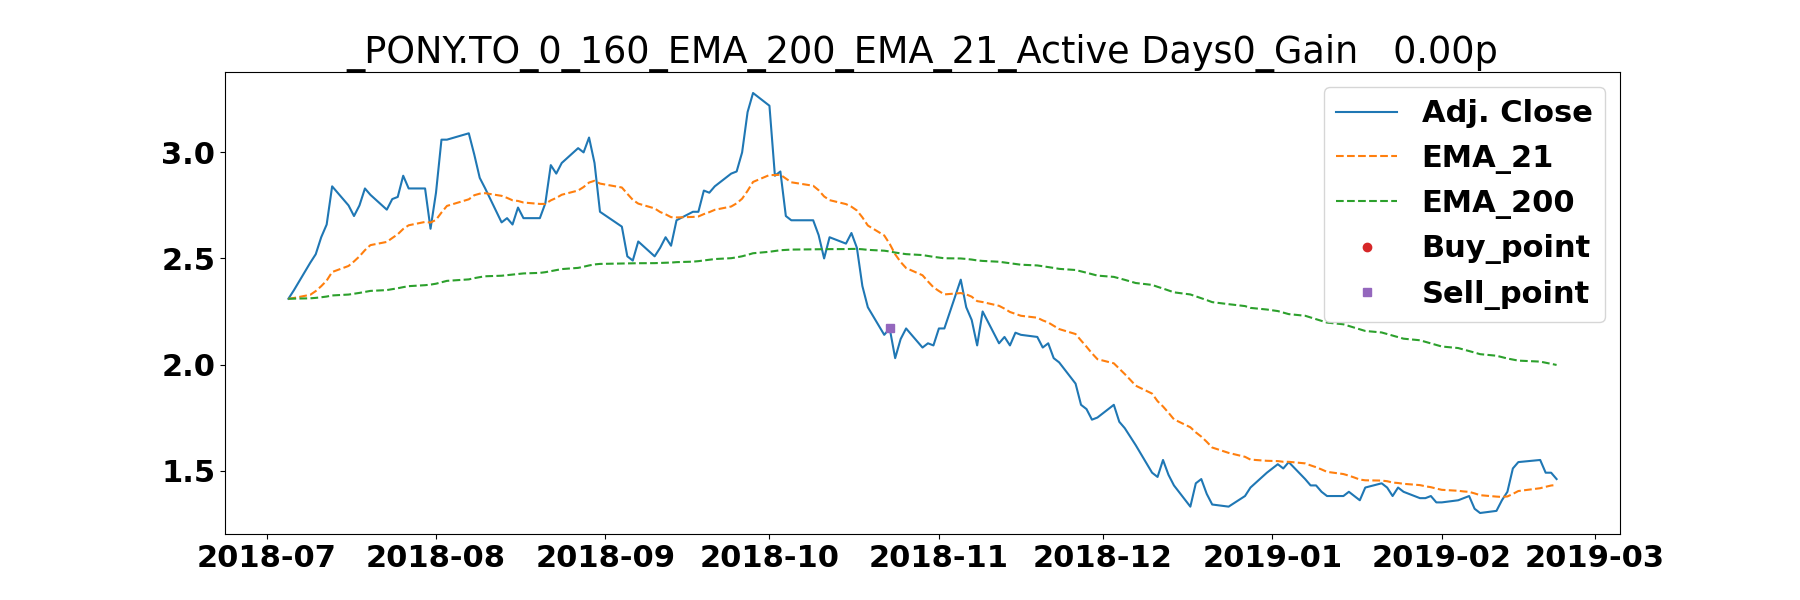 _PONY.TO_0_160_EMA_200_EMA_21_Active Days0_Gain   0.00p
Adj. Close
EMA_21
EMA_200
Buy_point
Sell_point
3.0
2.5
2.0
1.5
2018-07 2018-08 2018-09 2018-10 2018-11 2018-12 2019-01 2019-02 2019-03